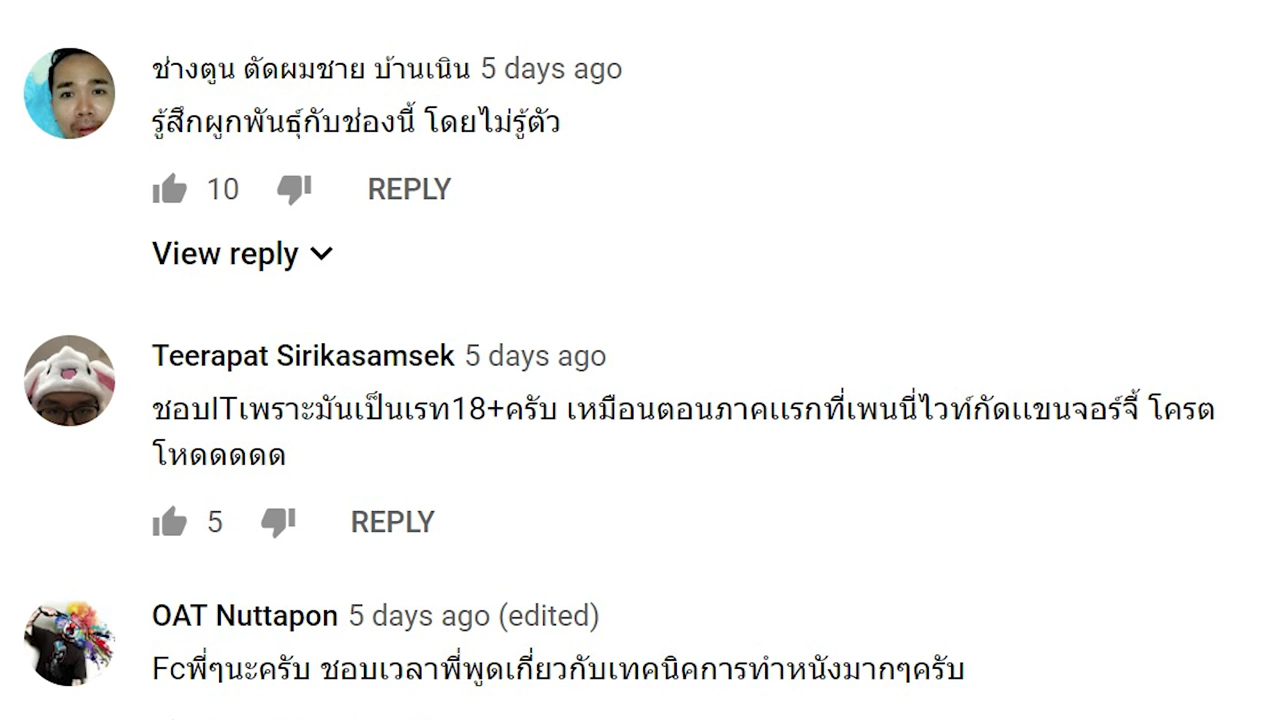 ช่างตูน ตัดผมชาย บ้านเนิน 5 days ago
รู้สึกผูกพันธุ์กับช่องนี้ โดยไม่รู้ตัว
10 REPLY
View reply
Teerapat Sirikasamsek 5 days ago
ชอบITเพราะมันเป็นเรท18+ครับ เหมือนตอนภาคแรกที่เพนนี่ไวท์กัดแขนจอร์จี้ โครต
โหดดดดด
5 REPLY
OAT Nuttapon 5 days ago (edited)
Fcพี่ๆนะครับ ชอบเวลาพี่พูดเกี่ยวกับเทคนิคการทำหนังมากๆครับ